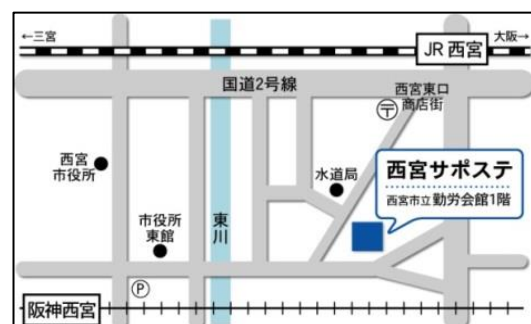 ←三宮
大阪→
JR 西宮
国道2号線
西宮東口
商店街
〒
西宮
市役所
水道局
西宮サポステ
西宮市立勤労会館1階
市役所
東館
東川
P
阪神西宮